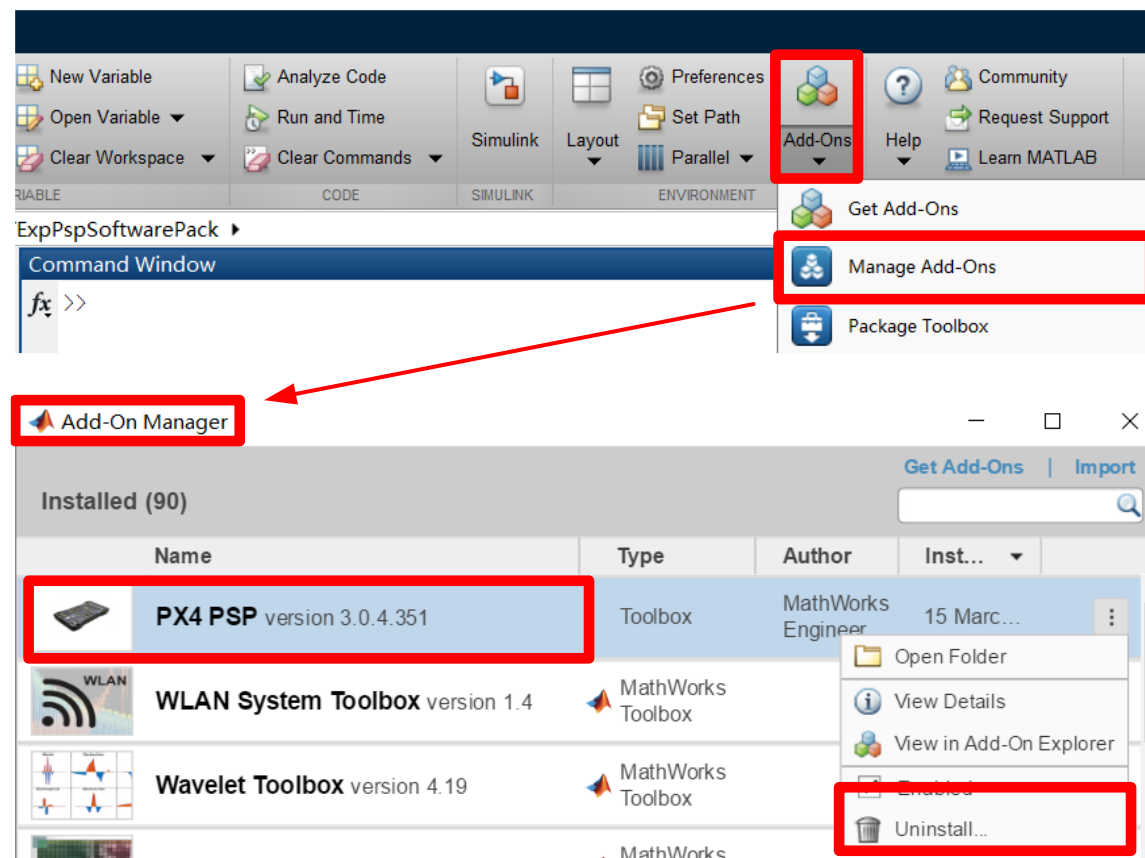 New Variable
Analyze Code
Preferences
Community
Open Variable
Run and Time
Set Path
Request Support
Simulink
Layout
Add-Ons
Help
Clear Workspace
Clear Commands
Parallel
Learn MATLAB
RIABLE
CODE
SIMULINK
ENVIRONMENT
Get Add-Ons
ExpPspSoftwarePack
Command Window
Manage Add-Ons
fx >>
Package Toolbox
Add-On Manager
Get Add-Ons | Import
Installed (90)
Name Type Author Inst...
PX4 PSP version 3.0.4.351 Toolbox MathWorks Engineer 15 Marc...
Open Folder
WLAN
WLAN System Toolbox version 1.4 MathWorks Toolbox
View Details
View in Add-On Explorer
Wavelet Toolbox version 4.19 MathWorks Toolbox
Enabled
Uninstall...
MathWorks